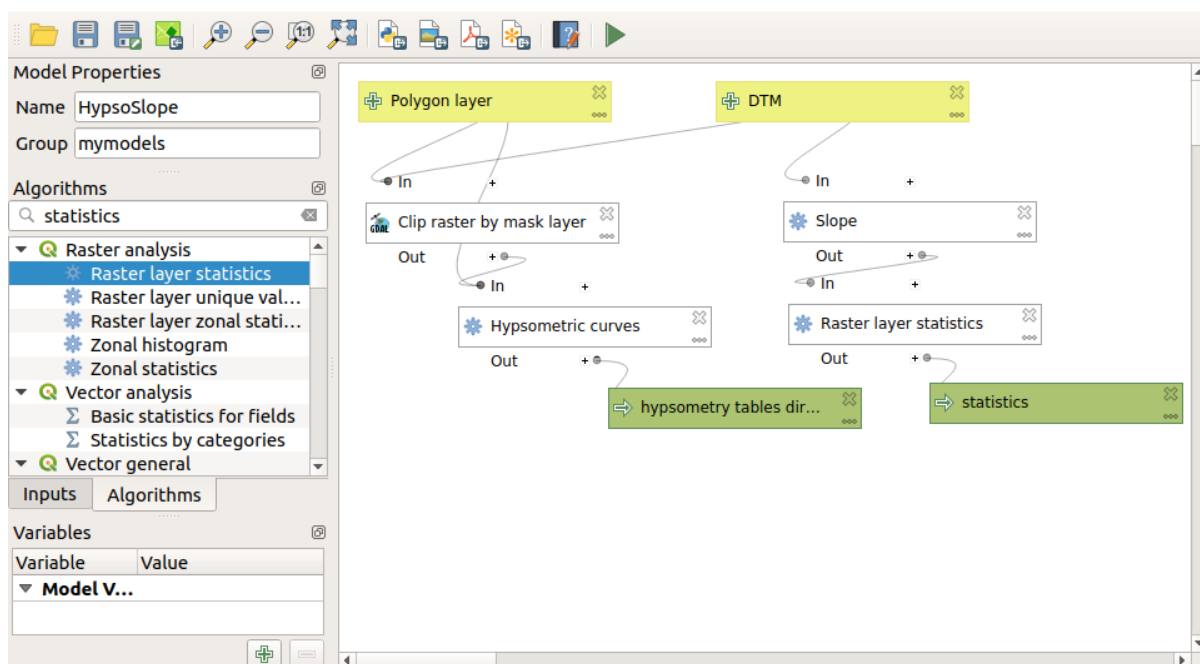 1:1
Model Properties
Name HypsoSlope
Group mymodels
Algorithms
statistics
Raster analysis
Raster layer statistics
Raster layer unique val...
Raster layer zonal stati...
Zonal histogram
Zonal statistics
Vector analysis
Σ Basic statistics for fields
Σ Statistics by categories
Vector general
Inputs Algorithms
Variables
Variable Value
Model V...
Polygon layer
DTM
In +
In +
GDAL Clip raster by mask layer
Slope
Out +
Out +
In +
In +
Hypsometric curves
Raster layer statistics
Out +
Out +
hypsometry tables dir...
statistics